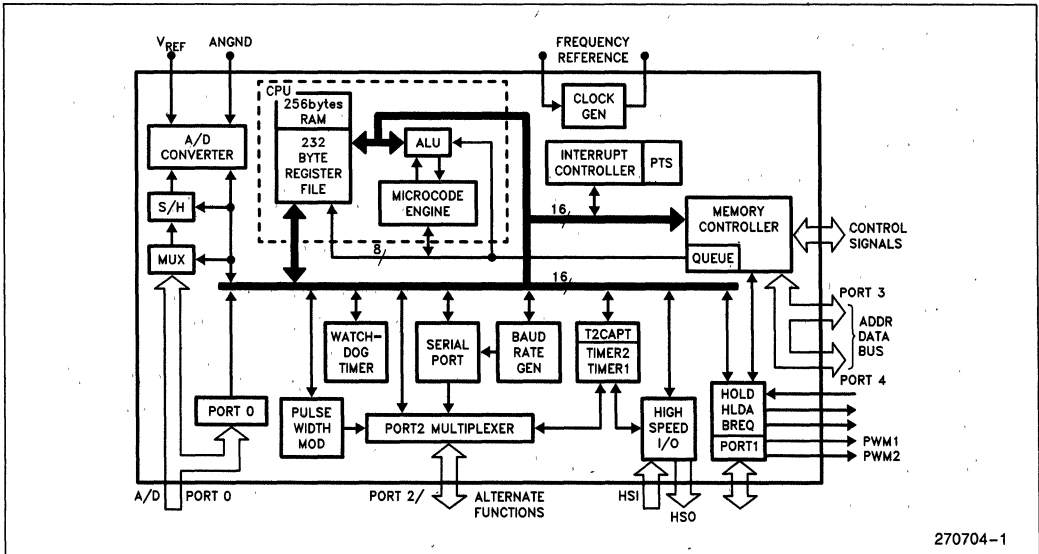 V_REF
ANGND
FREQUENCY
REFERENCE
CPU
256bytes
RAM
232
BYTE
REGISTER
FILE
ALU
MICROCODE
ENGINE
CLOCK
GEN
A/D
CONVERTER
S/H
MUX
INTERRUPT
CONTROLLER
PTS
16
MEMORY
CONTROLLER
QUEUE
CONTROL
SIGNALS
8
16
PORT 3
ADDR
DATA
BUS
PORT 4
WATCH-
DOG
TIMER
SERIAL
PORT
BAUD
RATE
GEN
T2CAPT
TIMER2
TIMER1
PORT 0
PULSE
WIDTH
MOD
PORT2 MULTIPLEXER
HIGH
SPEED
I/O
HOLD
HLDA
BREQ
PORT1
PWM1
PWM2
A/D
PORT 0
PORT 2/
ALTERNATE
FUNCTIONS
HSI
HSO
270704-1